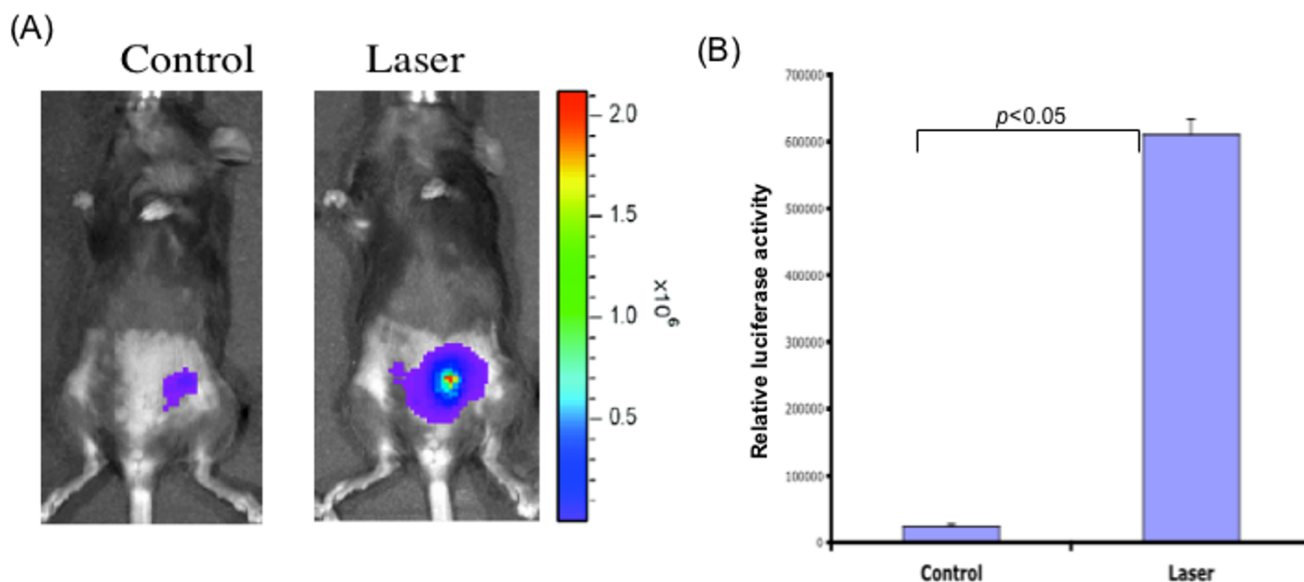 (A)
Control
Laser
2.0
1.5
1.0
0.5
x10⁶
(B)
Relative luciferase activity
700000
600000
500000
400000
300000
200000
100000
0
p<0.05
Control
Laser